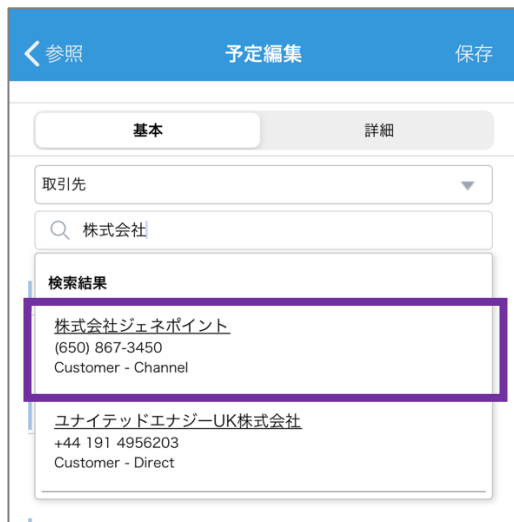 参照 予定編集 保存
基本 詳細
取引先
株式会社
検索結果
株式会社ジェネポイント
(650) 867-3450
Customer - Channel
ユナイテッドエナジーUK株式会社
+44 191 4956203
Customer - Direct